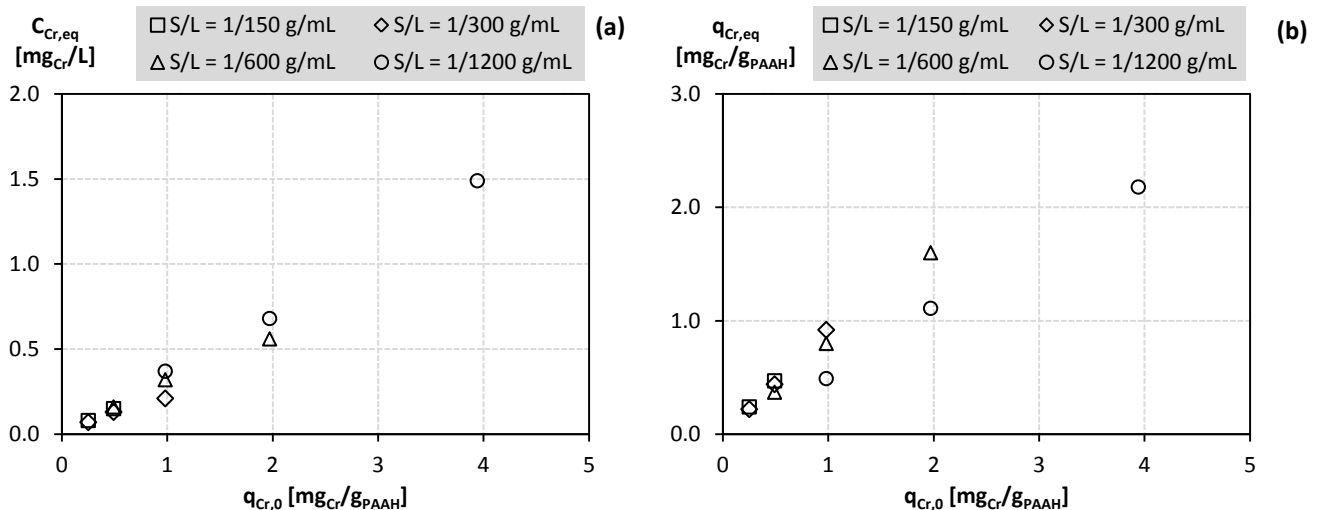 C_Cr,eq
[mg_Cr/L]
S/L = 1/150 g/mL S/L = 1/300 g/mL
S/L = 1/600 g/mL S/L = 1/1200 g/mL
(a)
2.0
1.5
1.0
0.5
0.0
0 1 2 3 4 5
q_Cr,0 [mg_Cr/g_PAAH]
q_Cr,eq
[mg_Cr/g_PAAH]
S/L = 1/150 g/mL S/L = 1/300 g/mL
S/L = 1/600 g/mL S/L = 1/1200 g/mL
(b)
3.0
2.0
1.0
0.0
0 1 2 3 4 5
q_Cr,0 [mg_Cr/g_PAAH]